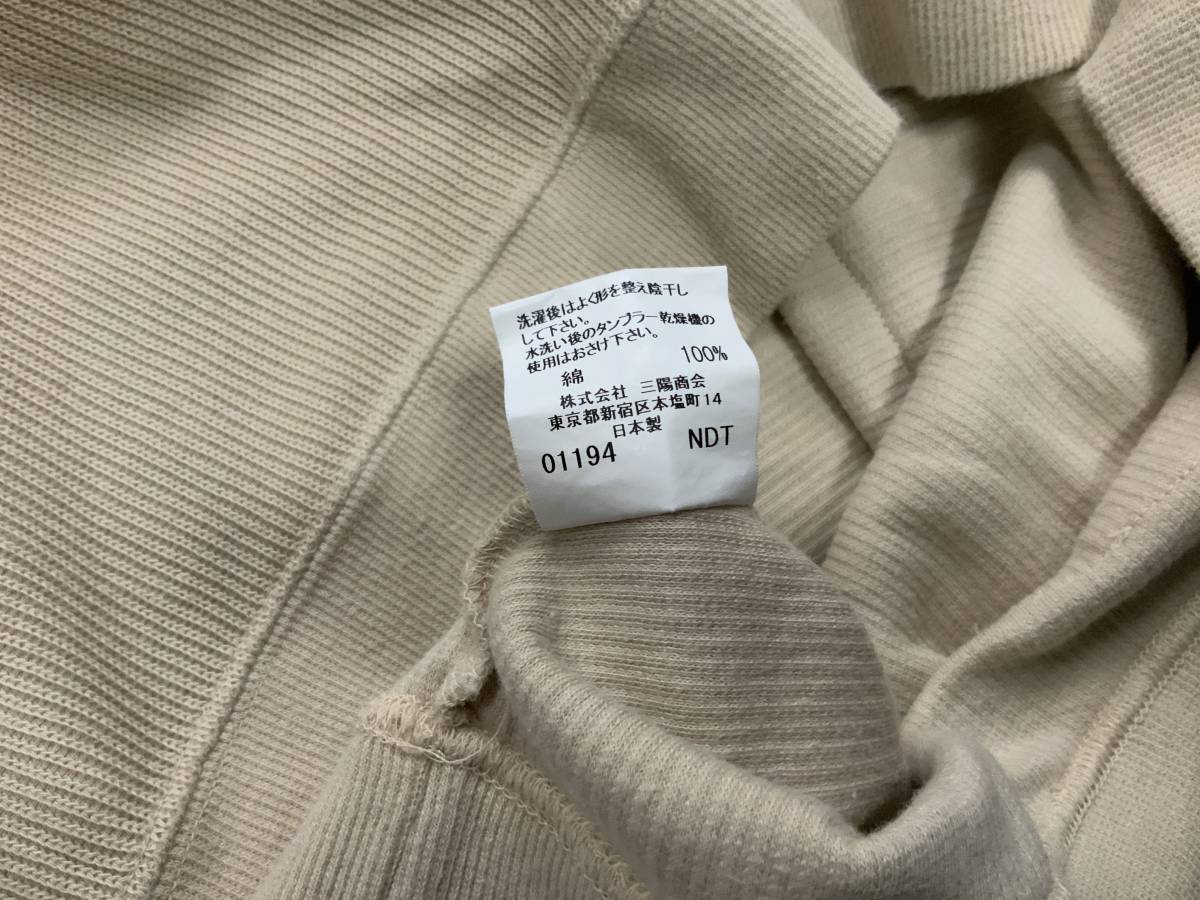 洗濯後はよく形を整え陰干し
して下さい。
水洗い後のタンブラー乾燥機の
使用はおさけ下さい。
綿 100%
株式会社 三陽商会
東京都新宿区本塩町14
日本製
01194 NDT